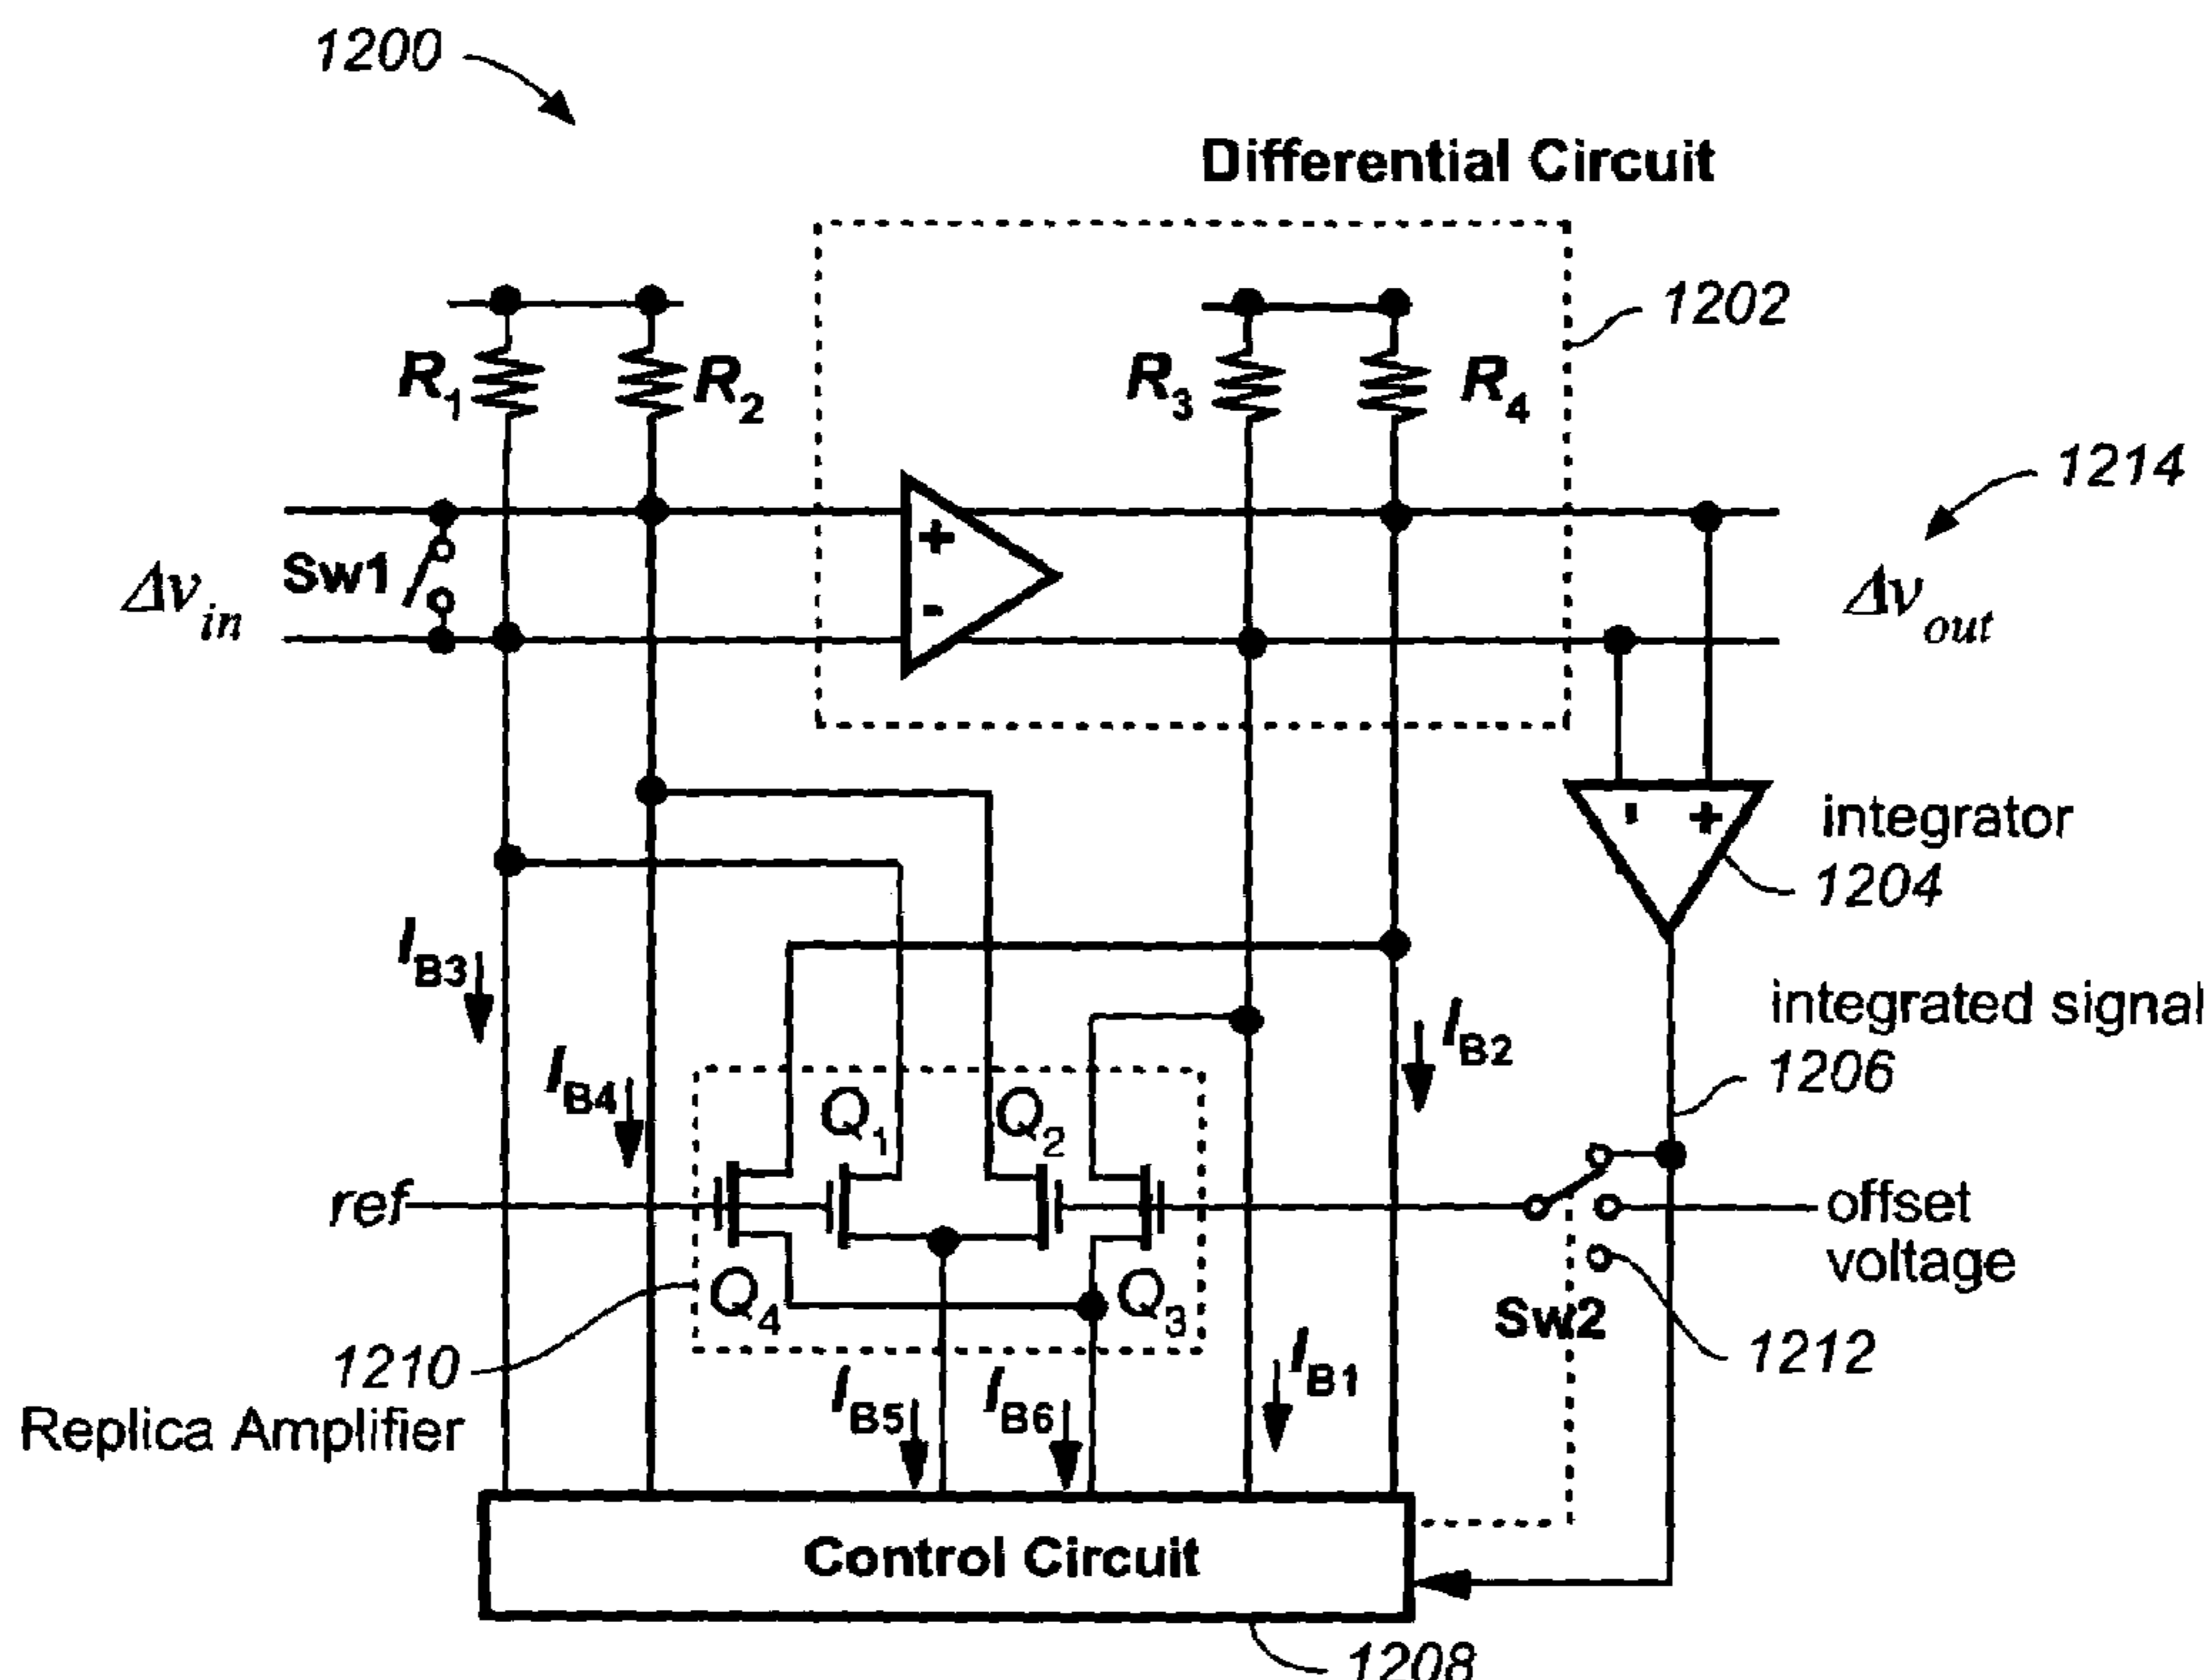 1200
Differential Circuit
1202
R1
R2
R3
R4
1214
Sw1
Δvin
+
-
Δvout
- +
integrator
1204
IB3
integrated signal
IB2
1206
IB4
Q1
Q2
ref
offset
voltage
Q4
Q3
Sw2
1212
1210
IB1
IB5
IB6
Replica Amplifier
Control Circuit
1208